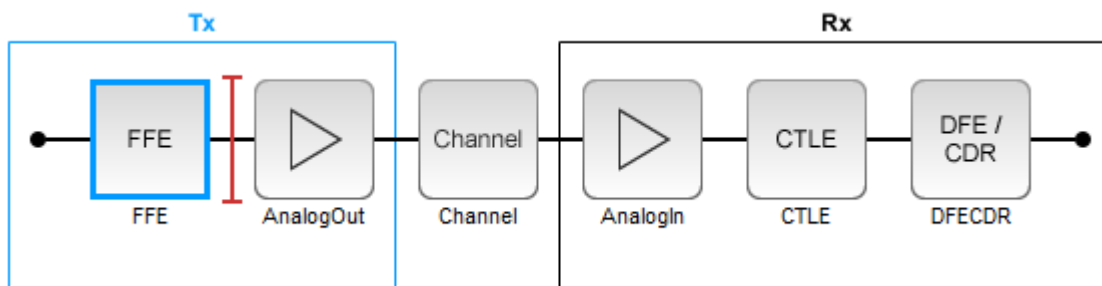 Tx
Rx
FFE
Channel
CTLE
DFE /
CDR
FFE
AnalogOut
Channel
AnalogIn
CTLE
DFECDR